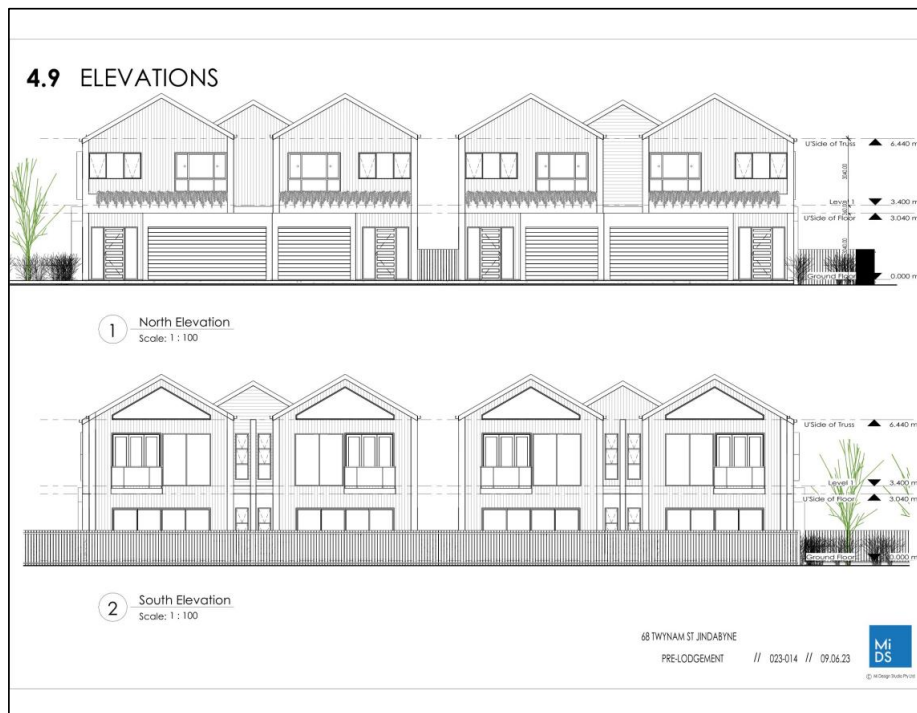 4.9 ELEVATIONS
U'Side of Truss 6.440 m
3040.00
Level 1 3.400 m
U'Side of Floor 3.040 m
Ground Floor 0.000 m
1 North Elevation
Scale: 1 : 100
U'Side of Truss 6.440 m
Level 1 3.400 m
U'Side of Floor 3.040 m
Ground Floor 0.000 m
2 South Elevation
Scale: 1 : 100
68 TWYNAM ST JINDABYNE
PRE-LODGEMENT // 023-014 // 09.06.23
MiDS